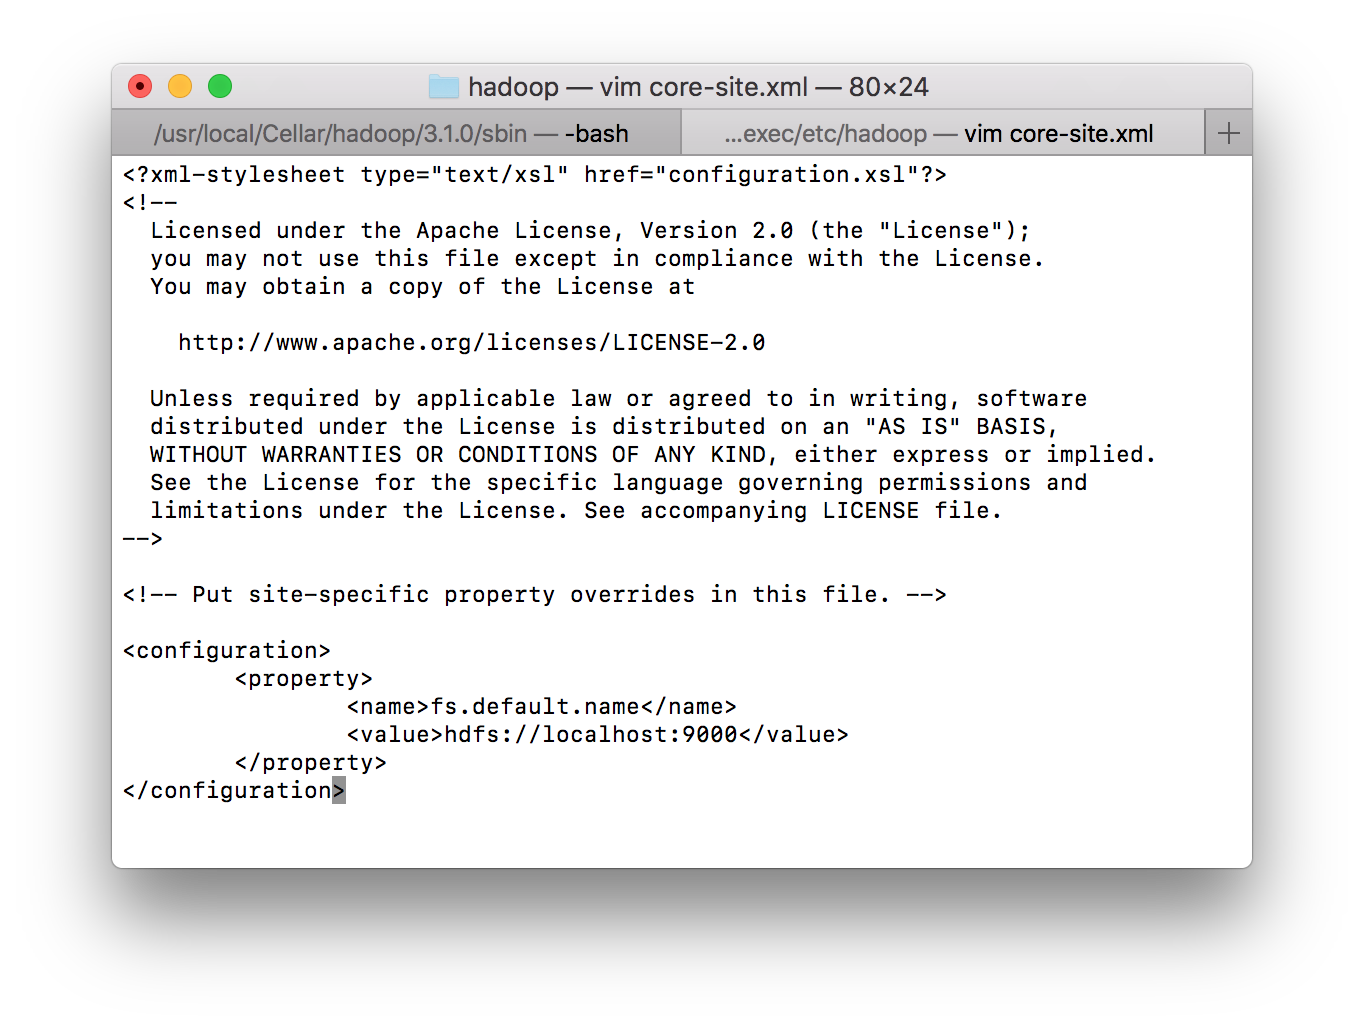 hadoop — vim core-site.xml — 80×24
/usr/local/Cellar/hadoop/3.1.0/sbin — -bash
...exec/etc/hadoop — vim core-site.xml
<?xml-stylesheet type="text/xsl" href="configuration.xsl"?>
<!--
  Licensed under the Apache License, Version 2.0 (the "License");
  you may not use this file except in compliance with the License.
  You may obtain a copy of the License at

    http://www.apache.org/licenses/LICENSE-2.0

  Unless required by applicable law or agreed to in writing, software
  distributed under the License is distributed on an "AS IS" BASIS,
  WITHOUT WARRANTIES OR CONDITIONS OF ANY KIND, either express or implied.
  See the License for the specific language governing permissions and
  limitations under the License. See accompanying LICENSE file.
-->

<!-- Put site-specific property overrides in this file. -->

<configuration>
        <property>
                <name>fs.default.name</name>
                <value>hdfs://localhost:9000</value>
        </property>
</configuration>